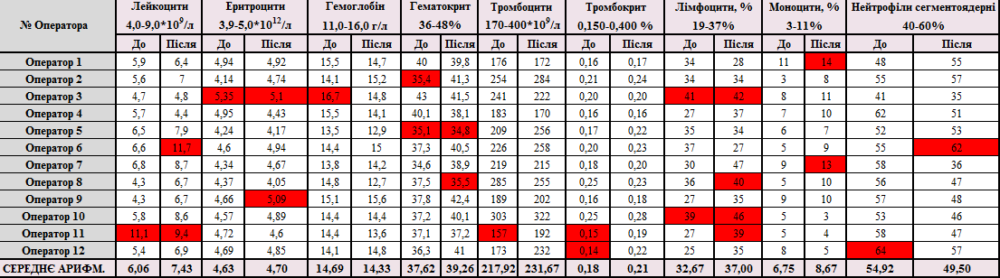 № Оператора Лейкоцити 4,0-9,0*10⁹/л Еритроцити 3,9-5,0*10¹²/л Гемоглобін 11,0-16,0 г/л Гематокрит 36-48% Тромбоцити 170-400*10⁹/л Тромбокрит 0,150-0,400 % Лімфоцити, % 19-37% Моноцити, % 3-11% Нейтрофіли сегментоядерні 40-60%
До Після До Після До Після До Після До Після До Після До Після До Після До Після
Оператор 1 5,9 6,4 4,94 4,92 15,5 14,7 40 39,8 176 172 0,16 0,17 34 28 11 14 48 55
Оператор 2 5,6 7 4,14 4,74 14,1 15,2 35,4 41,3 254 284 0,21 0,24 34 34 3 8 55 57
Оператор 3 4,7 4,8 5,35 5,1 16,7 14,8 43 41,5 241 222 0,20 0,20 41 42 8 11 41 35
Оператор 4 5,7 4,4 4,95 4,43 15,5 14,1 40,1 38,1 183 170 0,16 0,16 27 37 7 10 62 51
Оператор 5 6,5 7,9 4,24 4,17 13,5 12,9 35,1 34,8 209 256 0,17 0,22 35 34 6 7 52 53
Оператор 6 6,6 11,7 4,6 4,94 14,4 15 37,3 40,5 226 258 0,20 0,23 37 27 5 9 55 62
Оператор 7 6,8 8,7 4,34 4,67 13,8 14,2 34,6 38,9 219 215 0,18 0,20 30 47 9 13 58 36
Оператор 8 4,3 6,7 4,37 4,05 14,8 12,7 37,5 35,5 285 255 0,25 0,23 36 40 5 10 56 47
Оператор 9 4,3 6,7 4,66 5,09 15,1 15,6 37,8 42,4 189 202 0,16 0,18 27 35 9 10 57 48
Оператор 10 5,8 8,6 4,57 4,89 14,4 14,4 37,2 40,1 303 322 0,25 0,28 39 46 5 3 53 46
Оператор 11 11,1 9,4 4,72 4,6 14,4 13,6 37,1 37,2 157 192 0,15 0,19 27 39 5 4 58 47
Оператор 12 5,4 6,9 4,69 4,85 14,1 14,8 36,3 41 173 232 0,14 0,22 25 35 8 5 64 57
СЕРЕДНЄ АРИФМ. 6,06 7,43 4,63 4,70 14,69 14,33 37,62 39,26 217,92 231,67 0,18 0,21 32,67 37,00 6,75 8,67 54,92 49,50